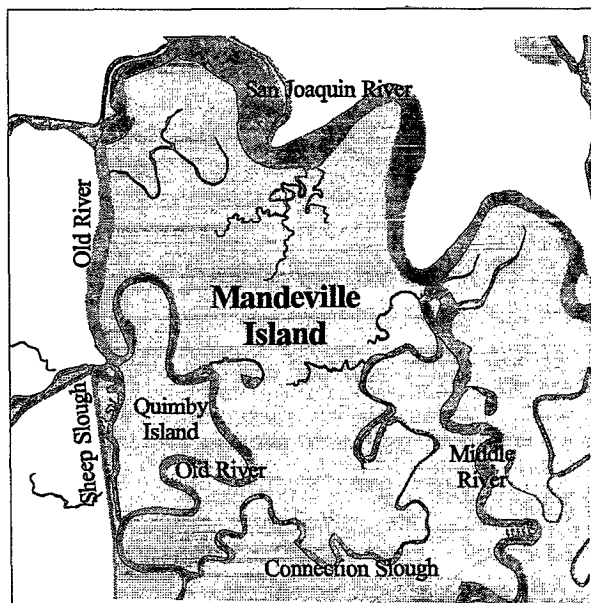 San Joaquin River
Old River
Mandeville
Island
Quimby
Island
Sheep Slough
Old River
Middle
River
Connection Slough